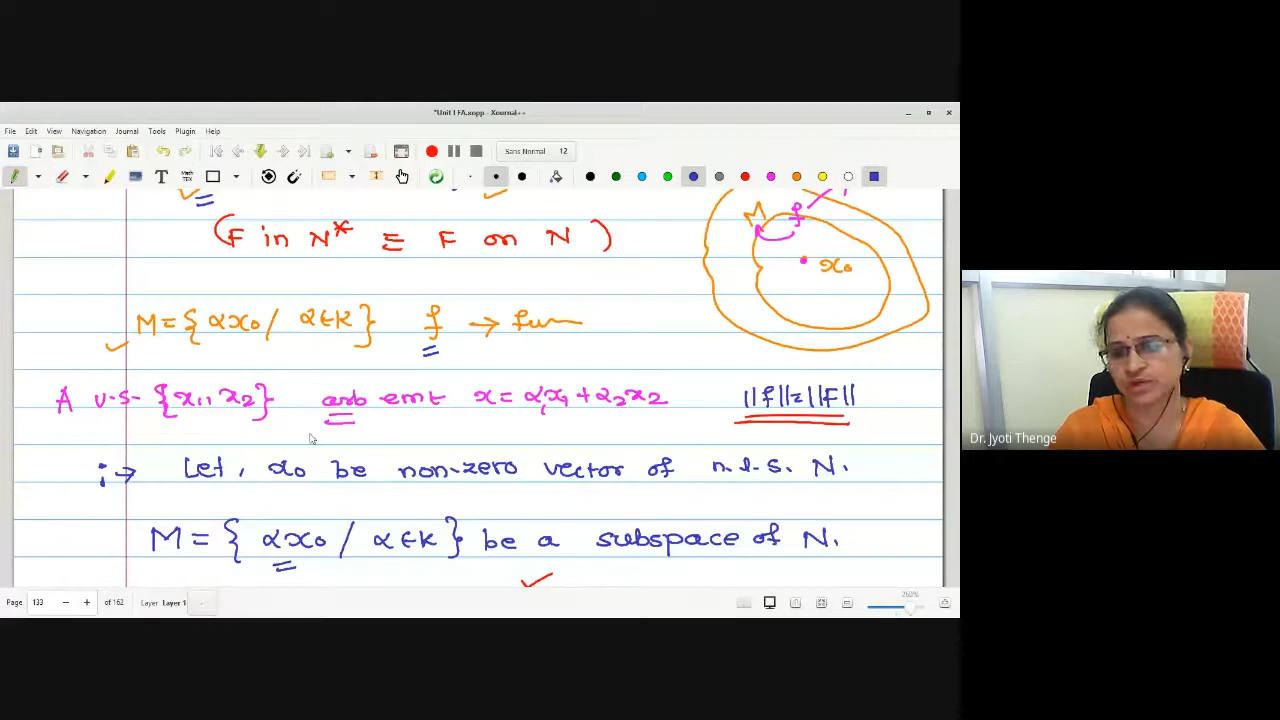 *Unit I FA.xopp - Xournal++
File Edit View Navigation Journal Tools Plugin Help
Sans Normal 12
(F in N* ≡ F on N)
M
f
x₀
M = {αx₀ / α∈K} f → fun
A v.s. {x₁, x₂} arb emt x = α₁x₁ + α₂x₂ ||f|| = ||F||
:→ Let, x₀ be non-zero vector of n.l.s. N.
M = {αx₀ / α∈K} be a subspace of N.
Page 133 of 162 Layer: Layer 1
Dr. Jyoti Thenge